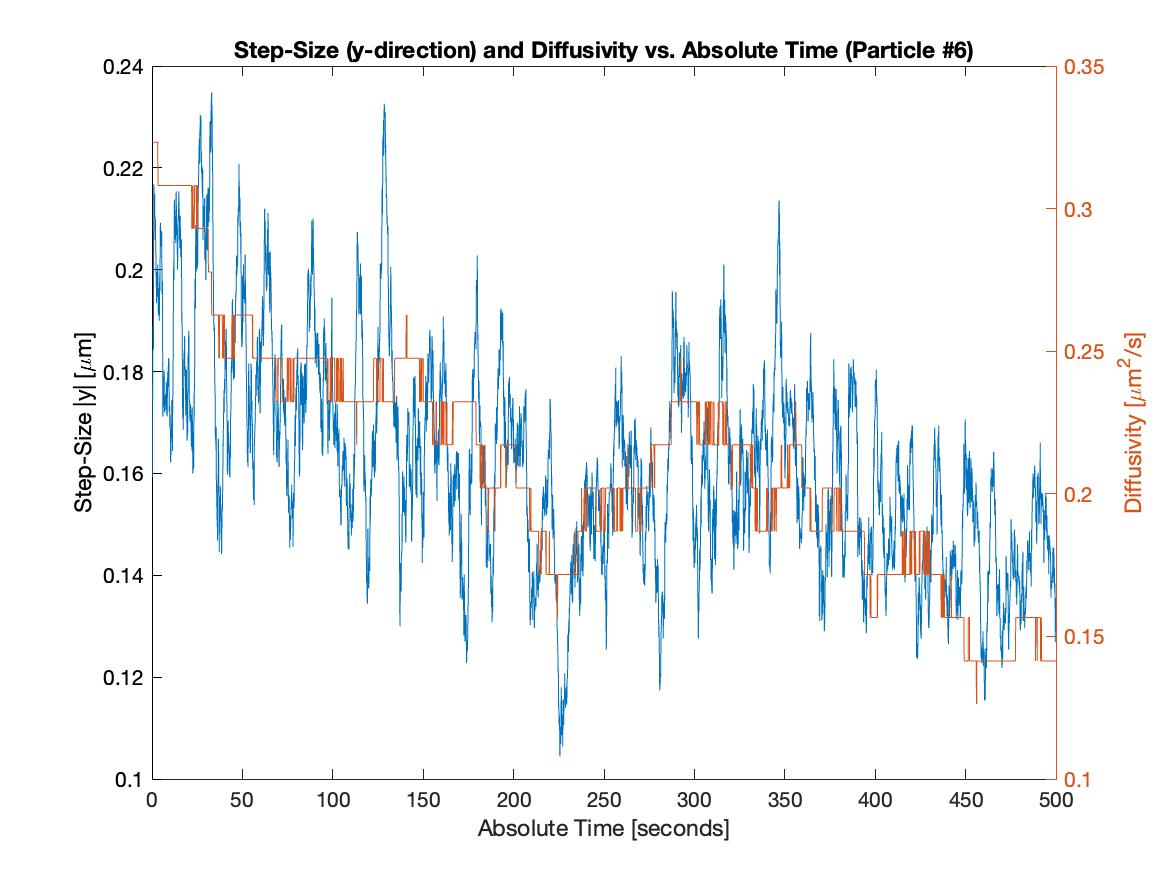 Step-Size (y-direction) and Diffusivity vs. Absolute Time (Particle #6)
0.24
0.22
0.2
0.18
0.16
0.14
0.12
0.1
Step-Size |y| [μm]
0.35
0.3
0.25
0.2
0.15
0.1
Diffusivity [μm²/s]
0 50 100 150 200 250 300 350 400 450 500
Absolute Time [seconds]